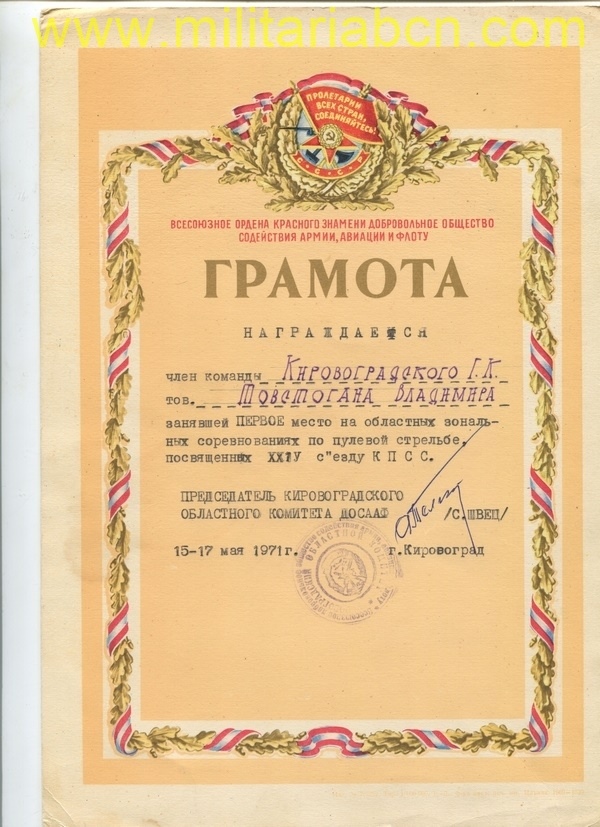 www.militariabcn.com
ПРОЛЕТАРИИ
ВСЕХ СТРАН,
СОЕДИНЯЙТЕСЬ!
С С С Р
ВСЕСОЮЗНОЕ ОРДЕНА КРАСНОГО ЗНАМЕНИ ДОБРОВОЛЬНОЕ ОБЩЕСТВО
СОДЕЙСТВИЯ АРМИИ, АВИАЦИИ И ФЛОТУ
ГРАМОТА
НАГРАЖДАЕТСЯ
член команды Кировоградского Г.К.
тов. Товстогана Владимира
занявшей ПЕРВОЕ место на областных зональ-
ных соревнованиях по пулевой стрельбе,
посвященных ХХІУ с"езду КПСС.
ПРЕДСЕДАТЕЛЬ КИРОВОГРАДСКОГО
ОБЛАСТНОГО КОМИТЕТА ДОСААФ /С.ШВЕЦ/
15-17 мая 1971г. г.Кировоград